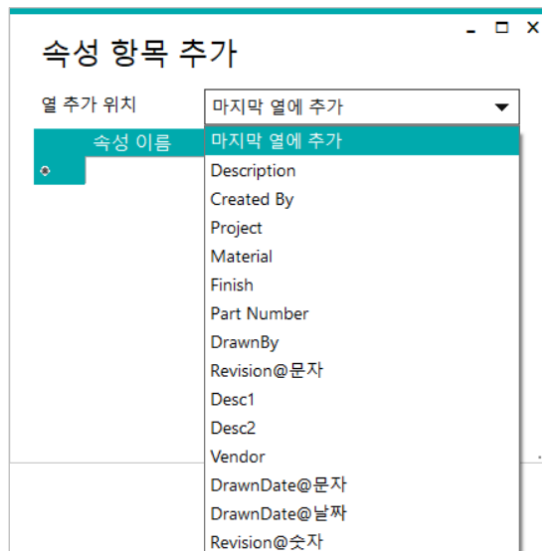 속성 항목 추가
열 추가 위치
마지막 열에 추가
속성 이름
마지막 열에 추가
Description
Created By
Project
Material
Finish
Part Number
DrawnBy
Revision@문자
Desc1
Desc2
Vendor
DrawnDate@문자
DrawnDate@날짜
Revision@숫자